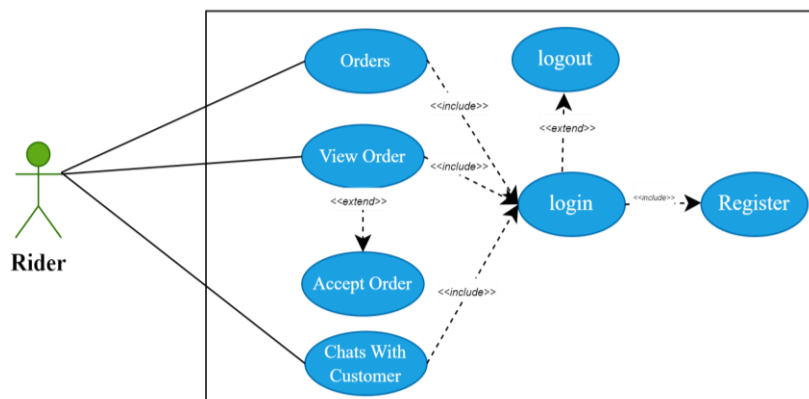 Orders
logout
<<include>>
<<extend>>
View Order
<<include>>
<<extend>>
login
<<include>>
Register
Rider
Accept Order
<<include>>
Chats With
Customer